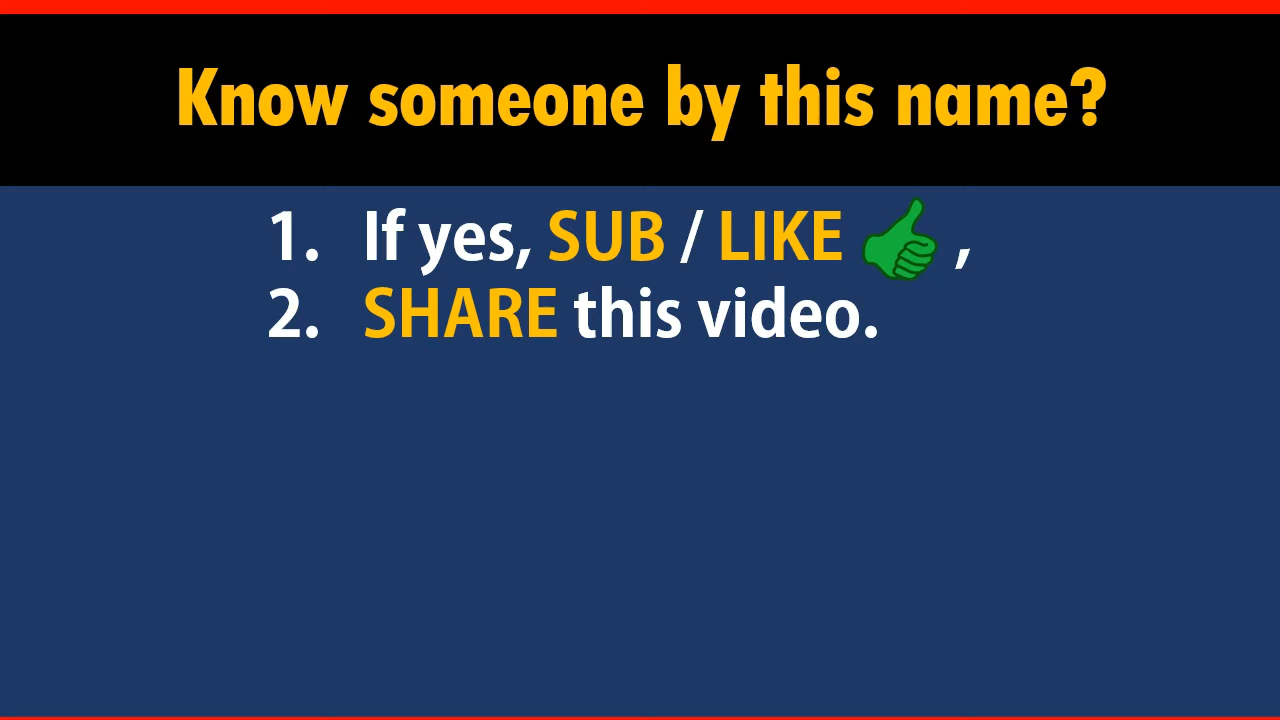 Know someone by this name?
1. If yes, SUB / LIKE ,
2. SHARE this video.